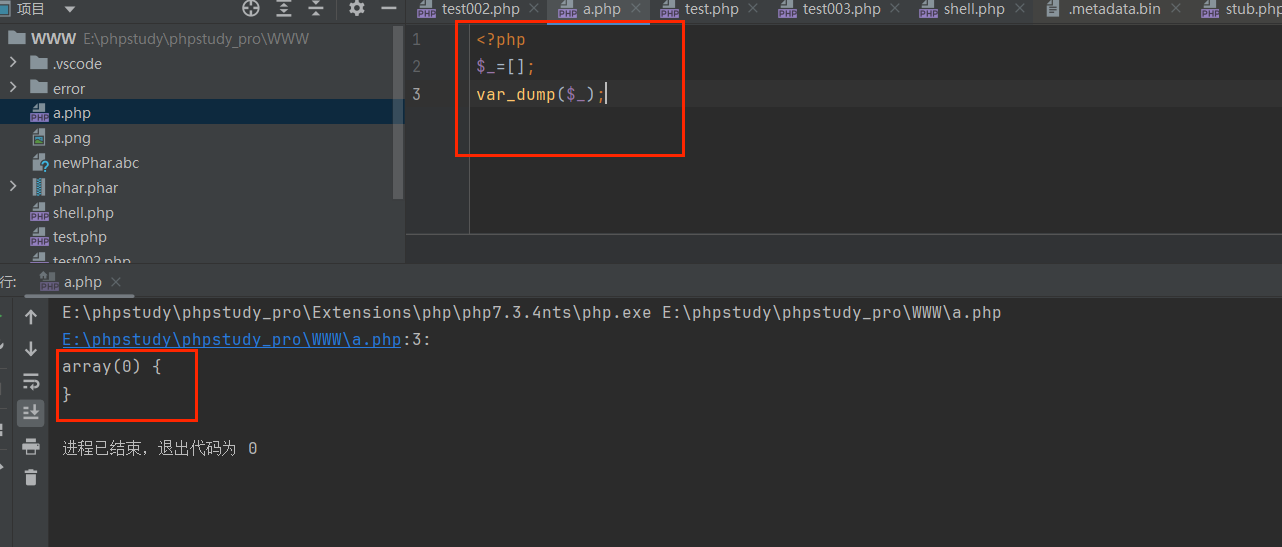 项目
test002.php
a.php
test.php
test003.php
shell.php
.metadata.bin
stub.php
WWW E:\phpstudy\phpstudy_pro\WWW
.vscode
error
a.php
a.png
newPhar.abc
phar.phar
shell.php
test.php
test002.php
1 <?php
2 $_=[];
3 var_dump($_);
行: a.php
E:\phpstudy\phpstudy_pro\Extensions\php\php7.3.4nts\php.exe E:\phpstudy\phpstudy_pro\WWW\a.php
E:\phpstudy\phpstudy_pro\WWW\a.php:3:
array(0) {
}
进程已结束，退出代码为 0